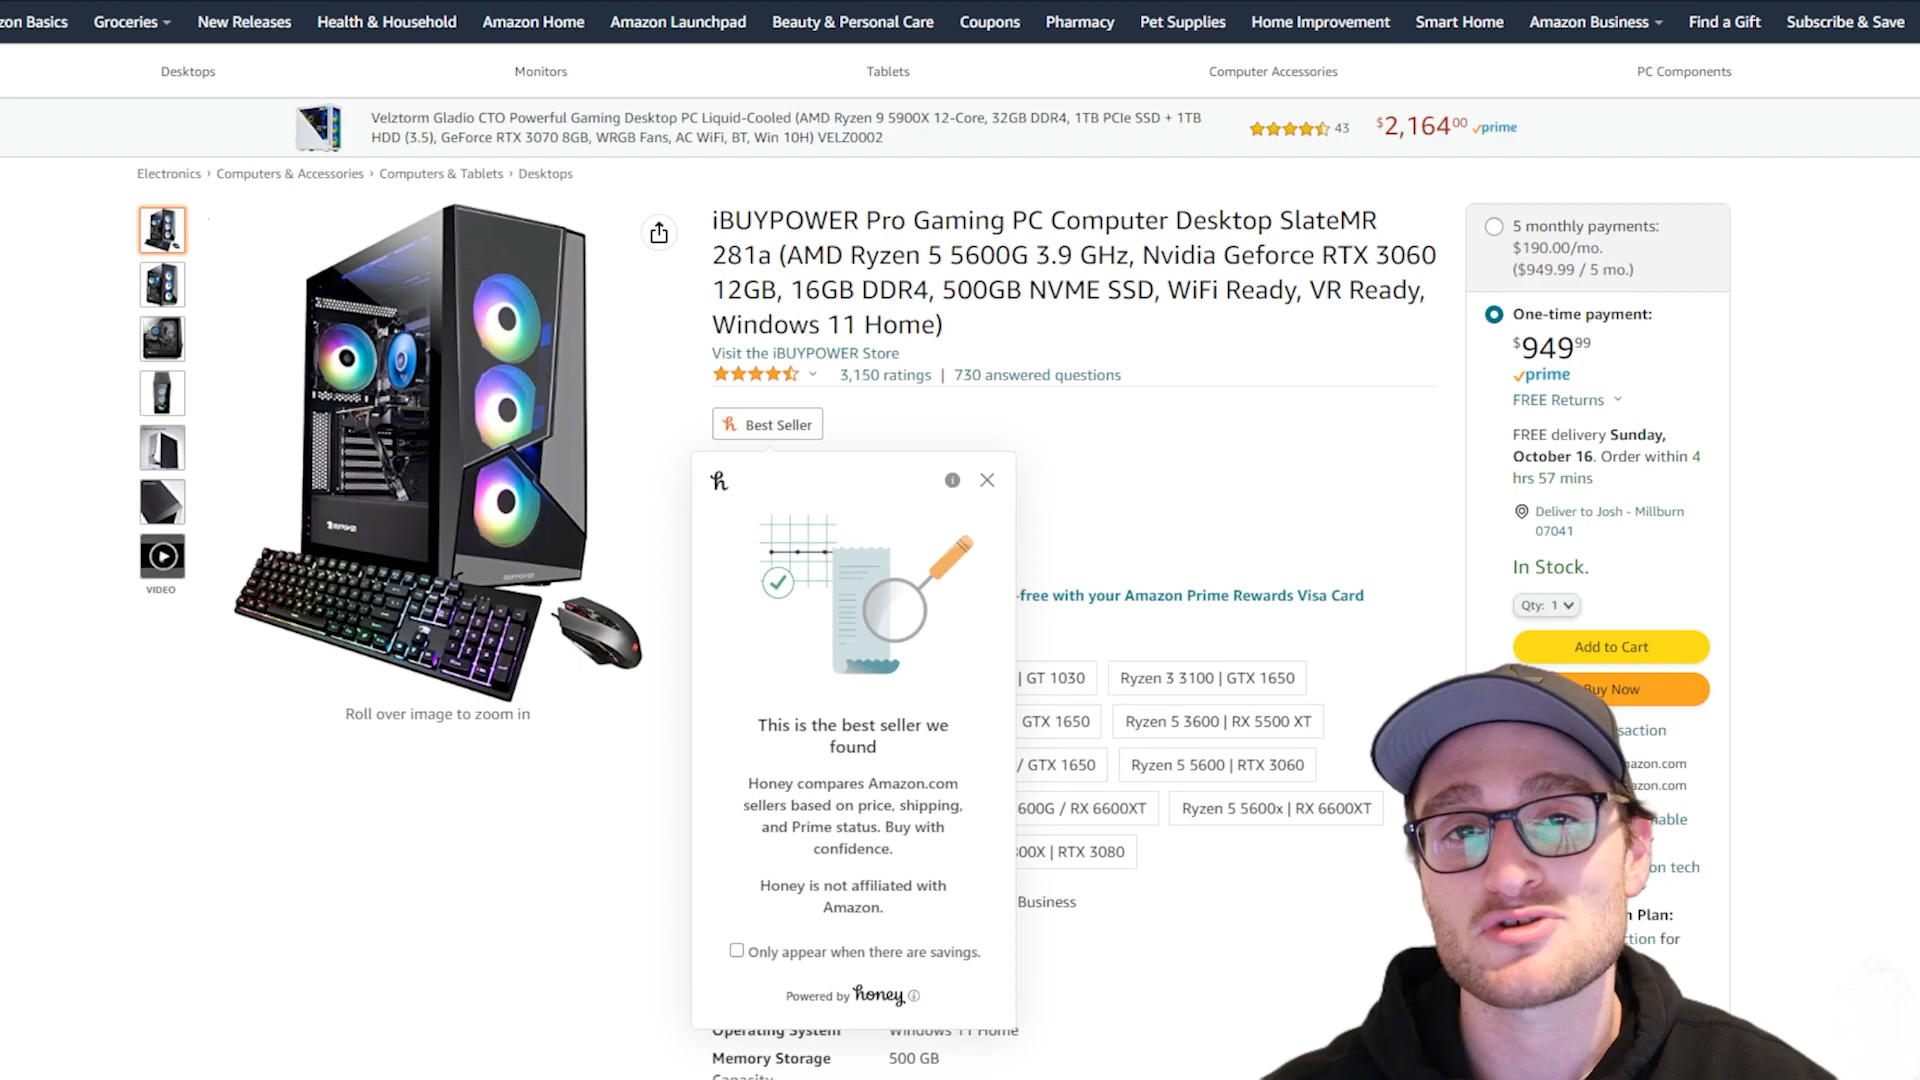 zon Basics
Groceries
New Releases
Health & Household
Amazon Home
Amazon Launchpad
Beauty & Personal Care
Coupons
Pharmacy
Pet Supplies
Home Improvement
Smart Home
Amazon Business
Find a Gift
Subscribe & Save
Desktops
Monitors
Tablets
Computer Accessories
PC Components
Velztorm Gladio CTO Powerful Gaming Desktop PC Liquid-Cooled (AMD Ryzen 9 5900X 12-Core, 32GB DDR4, 1TB PCIe SSD + 1TB
HDD (3.5), GeForce RTX 3070 8GB, WRGB Fans, AC WiFi, BT, Win 10H) VELZ0002
43
$2,164.00 prime
Electronics › Computers & Accessories › Computers & Tablets › Desktops
VIDEO
Roll over image to zoom in
iBUYPOWER Pro Gaming PC Computer Desktop SlateMR
281a (AMD Ryzen 5 5600G 3.9 GHz, Nvidia Geforce RTX 3060
12GB, 16GB DDR4, 500GB NVME SSD, WiFi Ready, VR Ready,
Windows 11 Home)
Visit the iBUYPOWER Store
3,150 ratings | 730 answered questions
h Best Seller
h
This is the best seller we
found
Honey compares Amazon.com
sellers based on price, shipping,
and Prime status. Buy with
confidence.
Honey is not affiliated with
Amazon.
Only appear when there are savings.
Powered by honey
-free with your Amazon Prime Rewards Visa Card
| GT 1030
Ryzen 3 3100 | GTX 1650
GTX 1650
Ryzen 5 3600 | RX 5500 XT
/ GTX 1650
Ryzen 5 5600 | RTX 3060
600G / RX 6600XT
Ryzen 5 5600x | RX 6600XT
00X | RTX 3080
Business
Operating System Windows 11 Home
Memory Storage 500 GB
Capacity
5 monthly payments:
$190.00/mo.
($949.99 / 5 mo.)
One-time payment:
$949.99
prime
FREE Returns
FREE delivery Sunday,
October 16. Order within 4
hrs 57 mins
Deliver to Josh - Millburn
07041
In Stock.
Qty: 1
Add to Cart
Buy Now
saction
azon.com
azon.com
able
on tech
n Plan:
ction for